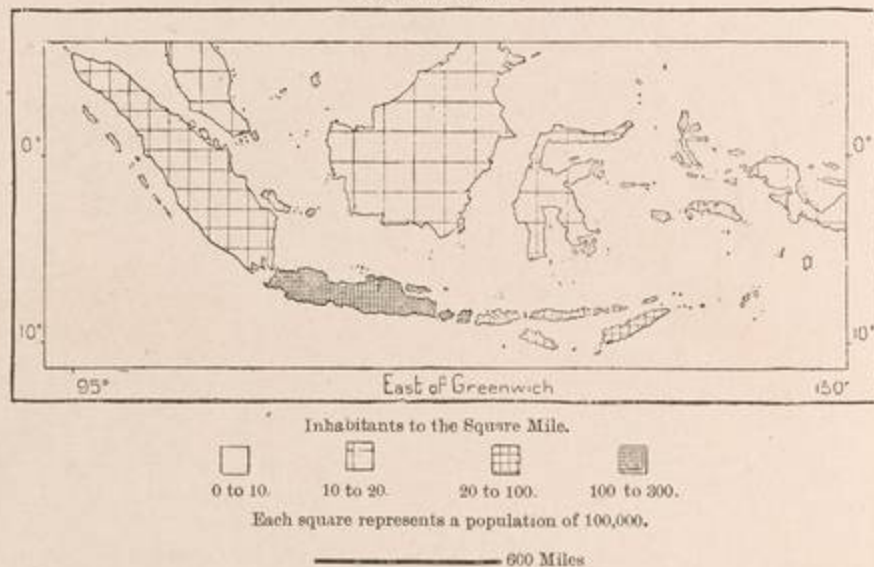 0° 0°
10° 10°
95° East of Greenwich 130°
Inhabitants to the Square Mile.
0 to 10. 10 to 20. 20 to 100. 100 to 300.
Each square represents a population of 100,000.
600 Miles